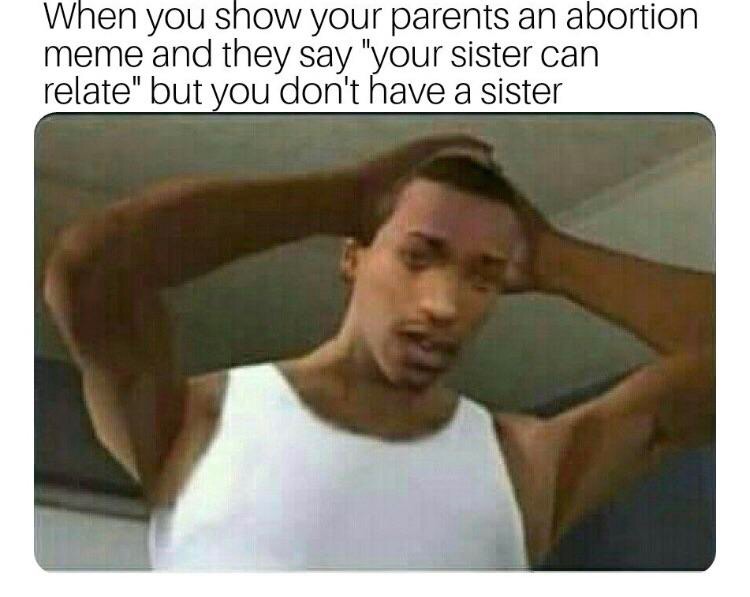 When you show your parents an abortion
meme and they say "your sister can
relate" but you don't have a sister